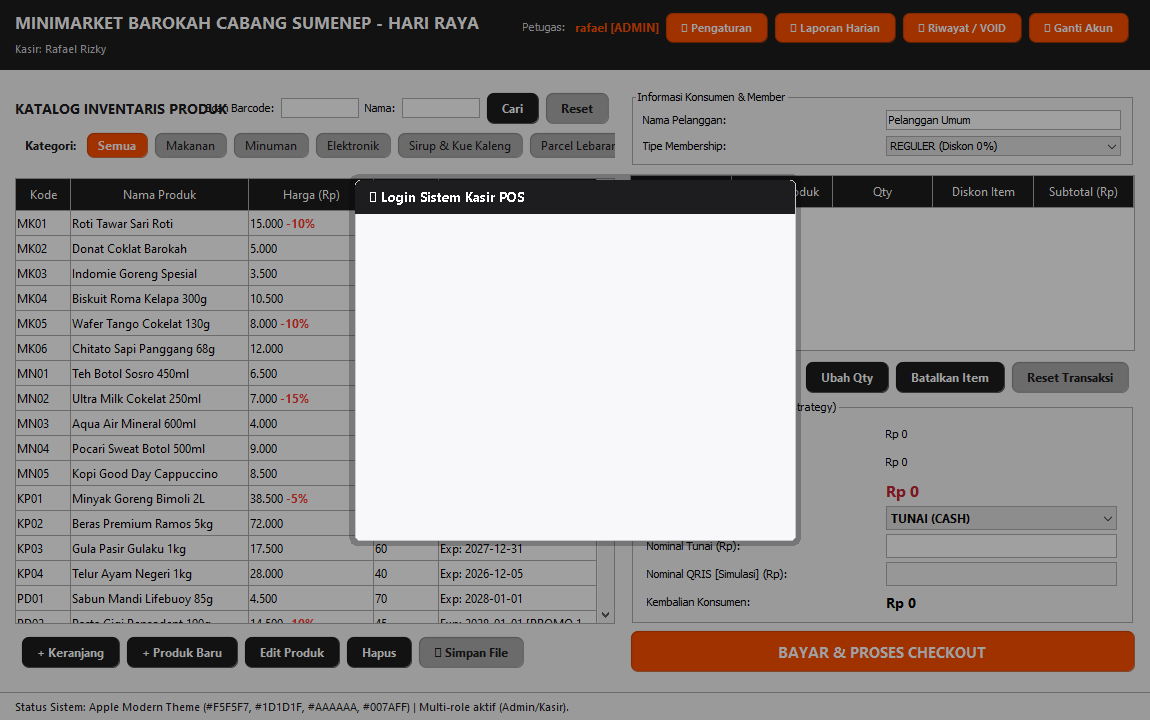 MINIMARKET BAROKAH CABANG SUMENEP - HARI RAYA
Kasir: Rafael Rizky
Petugas: rafael [ADMIN]
Pengaturan
Laporan Harian
Riwayat / VOID
Ganti Akun
KATALOG INVENTARIS PRODUK
Barcode:
Nama:
Cari
Reset
Kategori:
Semua
Makanan
Minuman
Elektronik
Sirup & Kue Kaleng
Parcel Lebaran
Kode Nama Produk Harga (Rp)
MK01 Roti Tawar Sari Roti 15.000 -10%
MK02 Donat Coklat Barokah 5.000
MK03 Indomie Goreng Spesial 3.500
MK04 Biskuit Roma Kelapa 300g 10.500
MK05 Wafer Tango Cokelat 130g 8.000 -10%
MK06 Chitato Sapi Panggang 68g 12.000
MN01 Teh Botol Sosro 450ml 6.500
MN02 Ultra Milk Cokelat 250ml 7.000 -15%
MN03 Aqua Air Mineral 600ml 4.000
MN04 Pocari Sweat Botol 500ml 9.000
MN05 Kopi Good Day Cappuccino 8.500
KP01 Minyak Goreng Bimoli 2L 38.500 -5%
KP02 Beras Premium Ramos 5kg 72.000
KP03 Gula Pasir Gulaku 1kg 17.500 60 Exp: 2027-12-31
KP04 Telur Ayam Negeri 1kg 28.000 40 Exp: 2026-12-05
PD01 Sabun Mandi Lifebuoy 85g 4.500 70 Exp: 2028-01-01
+ Keranjang
+ Produk Baru
Edit Produk
Hapus
Simpan File
Login Sistem Kasir POS
Informasi Konsumen & Member
Nama Pelanggan: Pelanggan Umum
Tipe Membership: REGULER (Diskon 0%)
duk Qty Diskon Item Subtotal (Rp)
Ubah Qty
Batalkan Item
Reset Transaksi
trategy)
Rp 0
Rp 0
Rp 0
TUNAI (CASH)
Nominal Tunai (Rp):
Nominal QRIS [Simulasi] (Rp):
Kembalian Konsumen: Rp 0
BAYAR & PROSES CHECKOUT
Status Sistem: Apple Modern Theme (#F5F5F7, #1D1D1F, #AAAAAA, #007AFF) | Multi-role aktif (Admin/Kasir).